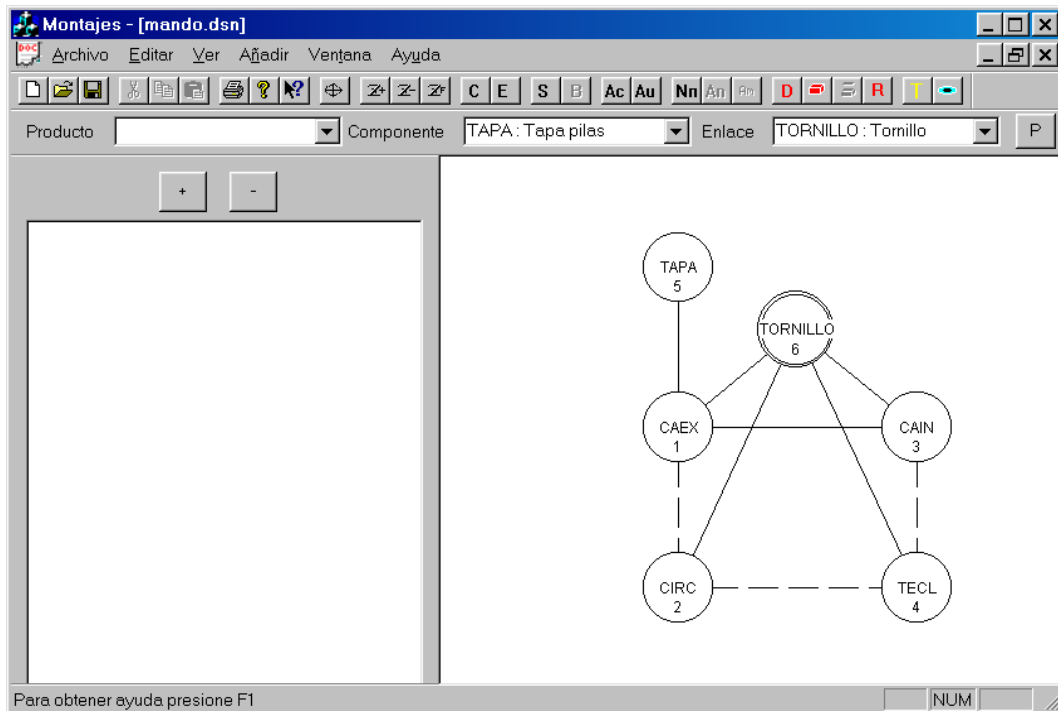 Montajes - [mando.dsn]
DOC Archivo Editar Ver Añadir Ventana Ayuda
Z+ Z- ZF C E S B Ac Au Nn An Am D R T
Producto Componente TAPA : Tapa pilas Enlace TORNILLO : Tornillo P
+ -
TAPA
5
TORNILLO
6
CAEX
1
CAIN
3
CIRC
2
TECL
4
Para obtener ayuda presione F1 NUM